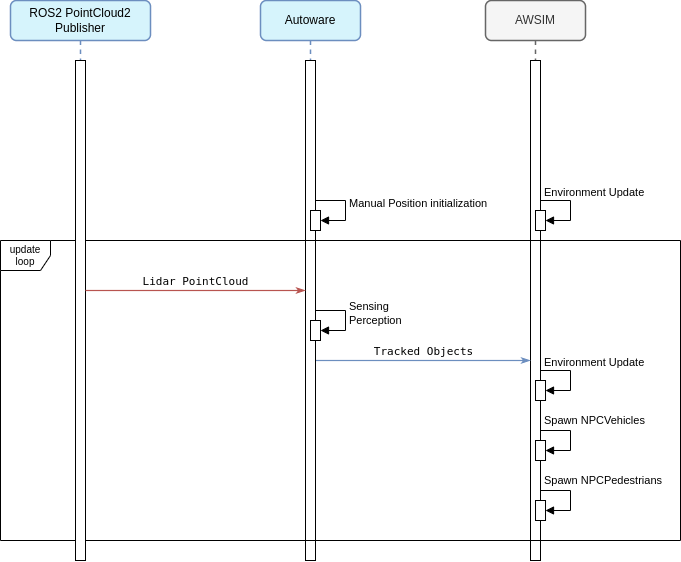 ROS2 PointCloud2
Publisher
Autoware
AWSIM
Environment Update
Manual Position initialization
update
loop
Lidar PointCloud
Sensing
Perception
Tracked Objects
Environment Update
Spawn NPCVehicles
Spawn NPCPedestrians